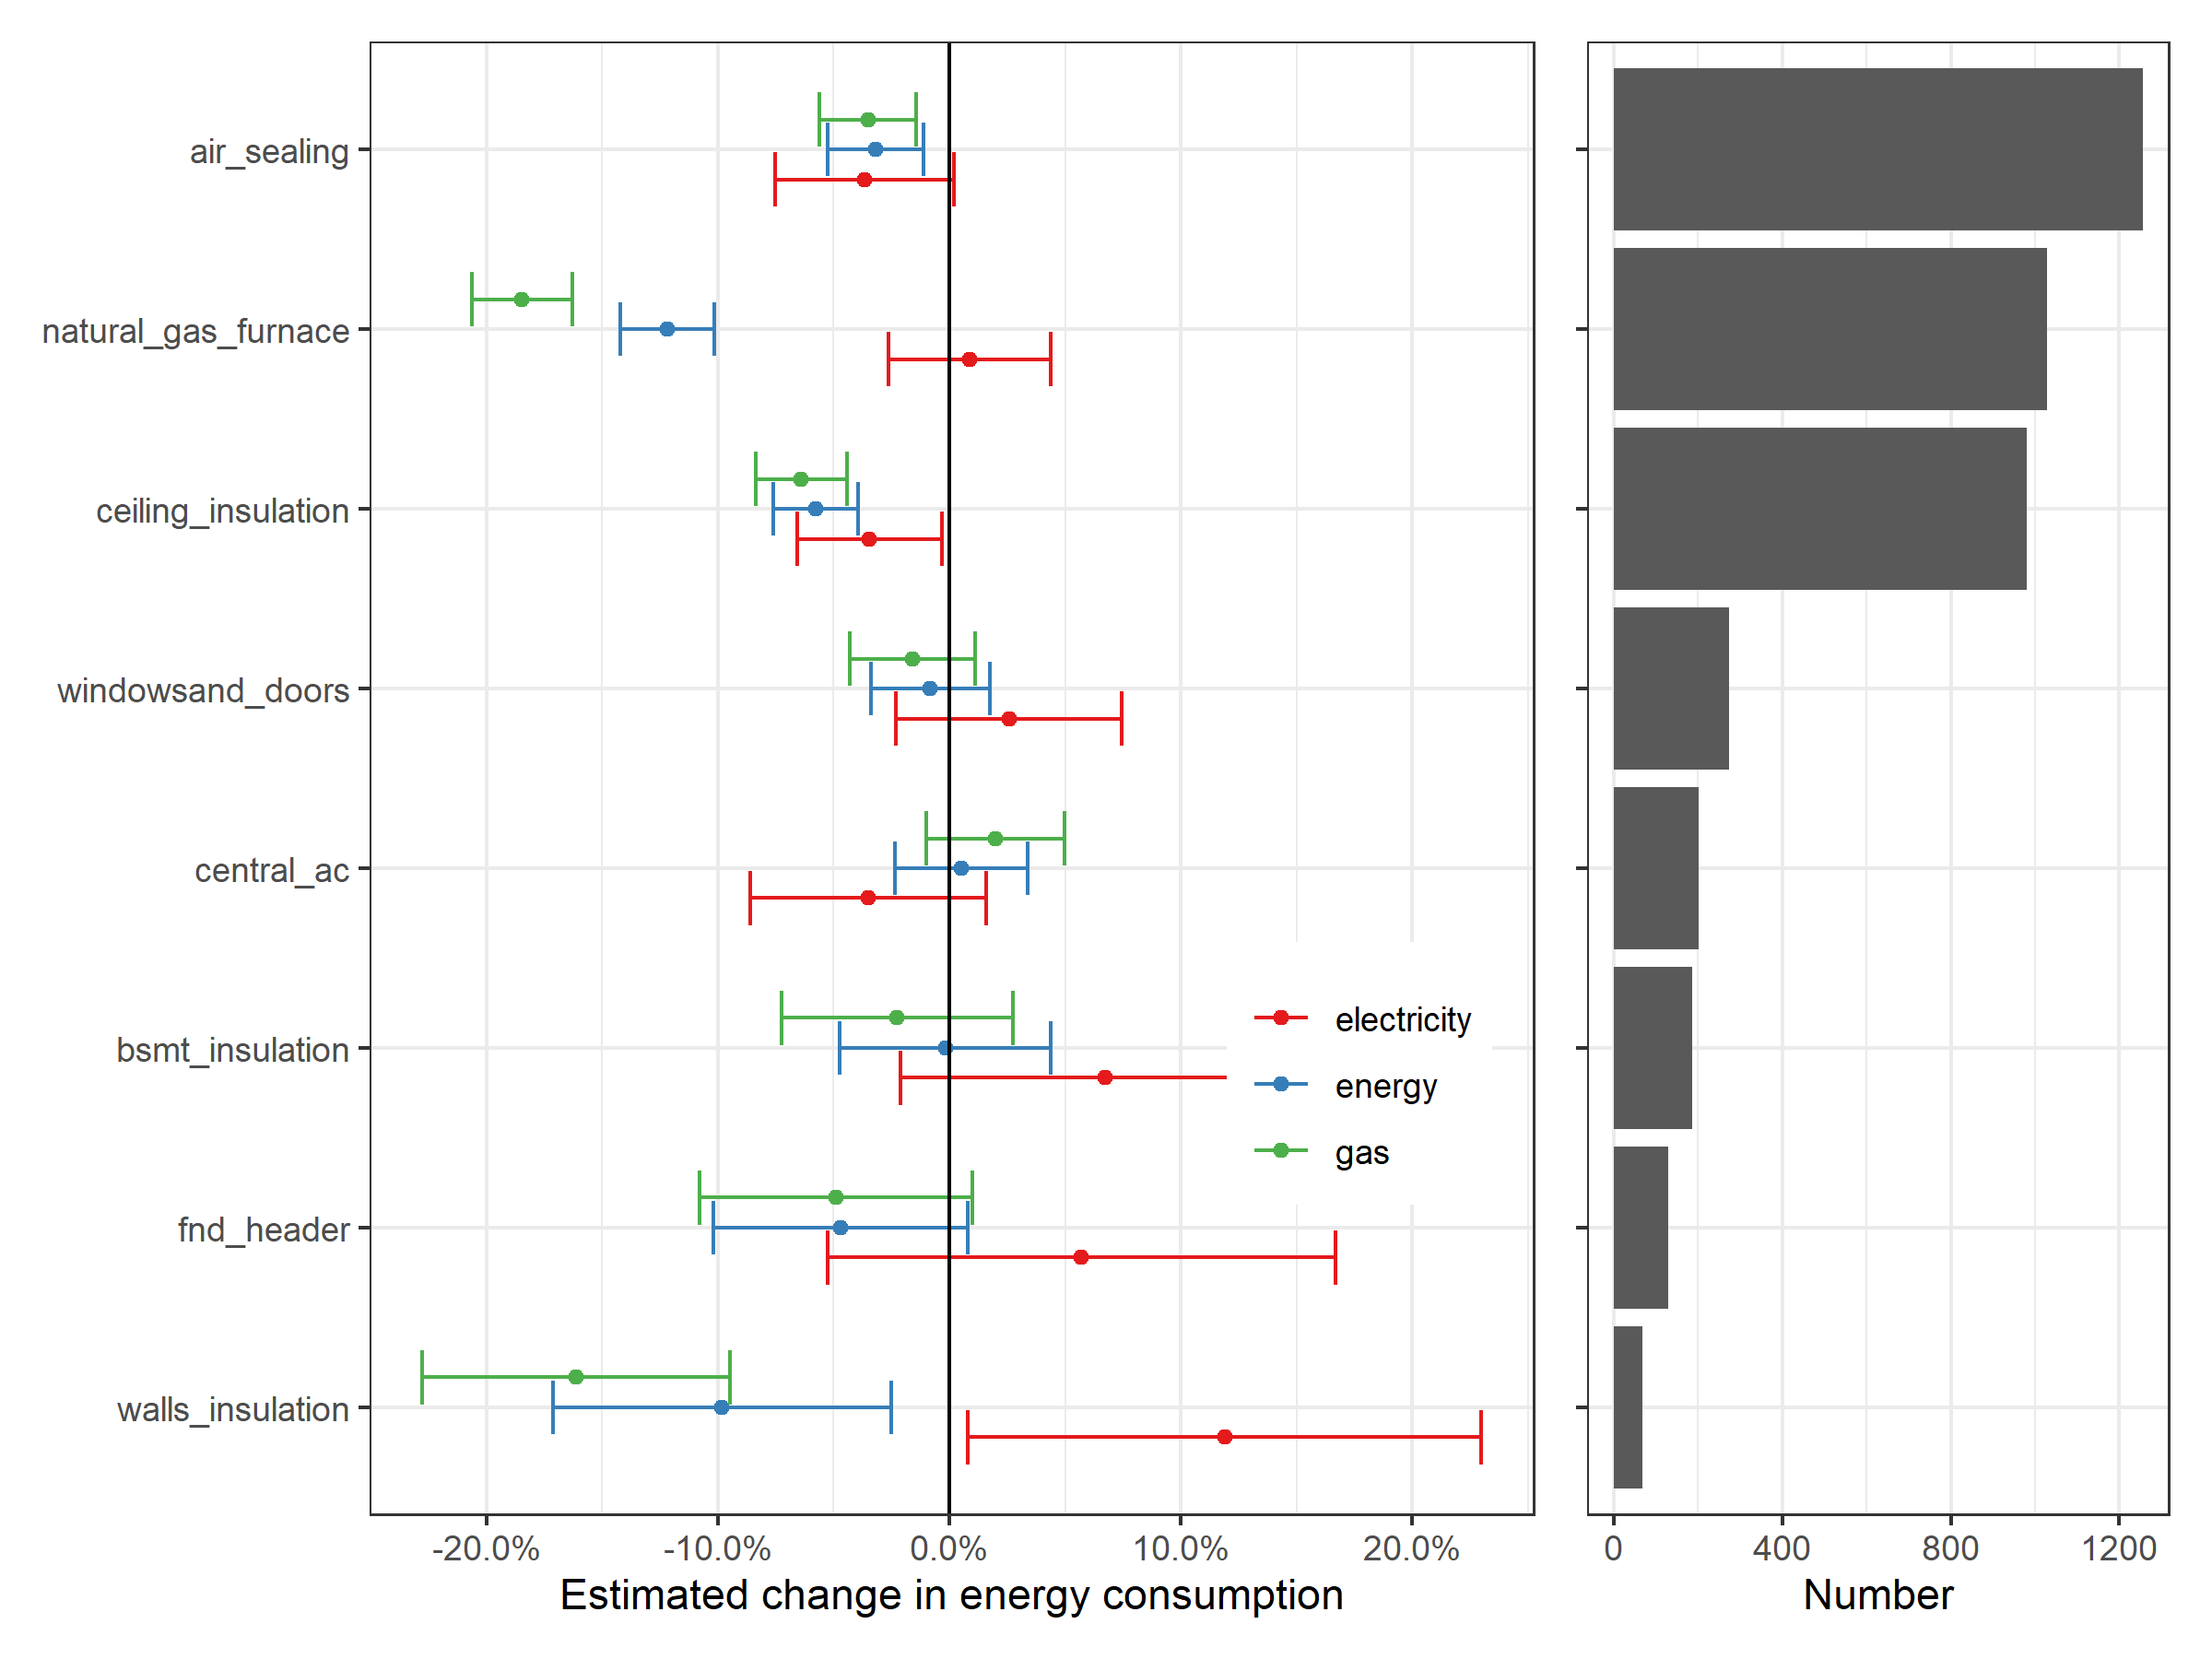 air_sealing
natural_gas_furnace
ceiling_insulation
windowsand_doors
central_ac
bsmt_insulation
fnd_header
walls_insulation
electricity
energy
gas
-20.0% -10.0% 0.0% 10.0% 20.0%
Estimated change in energy consumption
0 400 800 1200
Number